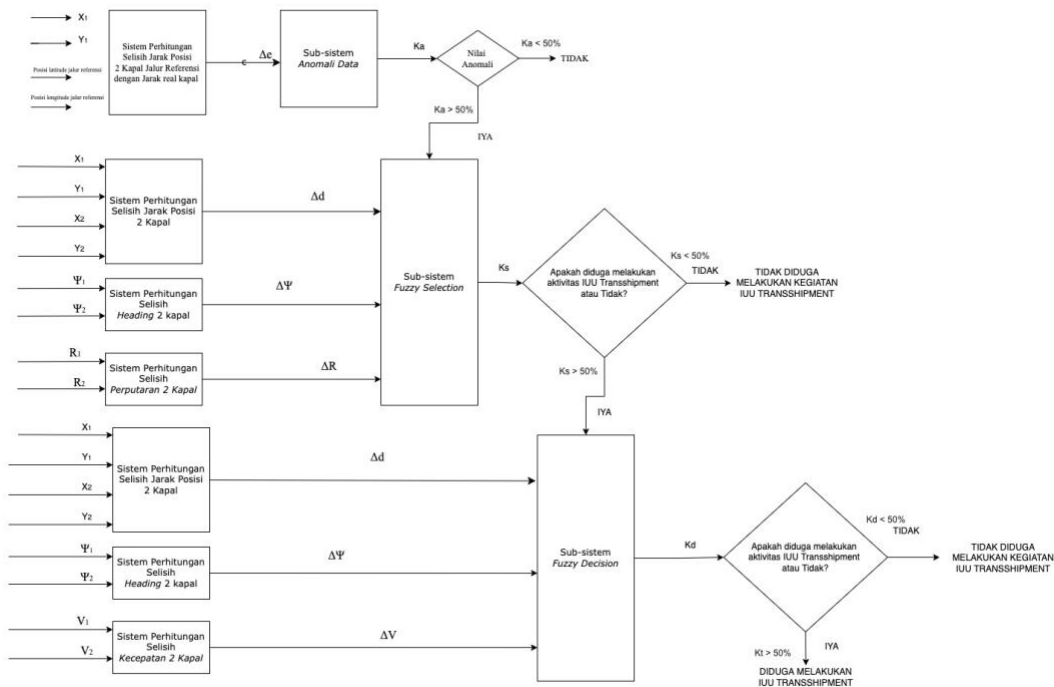 X1
Y1
Posisi latitude jalur referensi
Posisi longitude jalur referensi
Sistem Perhitungan
Selisih Jarak Posisi
2 Kapal Jalur Referensi
dengan Jarak real kapal
Δe
Sub-sistem
Anomali Data
Ka
Nilai
Anomali
Ka < 50%
TIDAK
Ka > 50%
IYA
X1
Y1
X2
Y2
Sistem Perhitungan
Selisih Jarak Posisi
2 Kapal
Δd
Ψ1
Ψ2
Sistem Perhitungan
Selisih
Heading 2 kapal
ΔΨ
R1
R2
Sistem Perhitungan
Selisih
Perputaran 2 Kapal
ΔR
Sub-sistem
Fuzzy Selection
Ks
Apakah diduga melakukan
aktivitas IUU Transshipment
atau Tidak?
Ks < 50%
TIDAK
TIDAK DIDUGA
MELAKUKAN KEGIATAN
IUU TRANSSHIPMENT
Ks > 50%
IYA
X1
Y1
X2
Y2
Sistem Perhitungan
Selisih Jarak Posisi
2 Kapal
Δd
Ψ1
Ψ2
Sistem Perhitungan
Selisih
Heading 2 kapal
ΔΨ
V1
V2
Sistem Perhitungan
Selisih
Kecepatan 2 Kapal
ΔV
Sub-sistem
Fuzzy Decision
Kd
Apakah diduga melakukan
aktivitas IUU Transshipment
atau Tidak?
Kd < 50%
TIDAK
TIDAK DIDUGA
MELAKUKAN KEGIATAN
IUU TRANSSHIPMENT
Kt > 50%
IYA
DIDUGA MELAKUKAN
IUU TRANSSHIPMENT